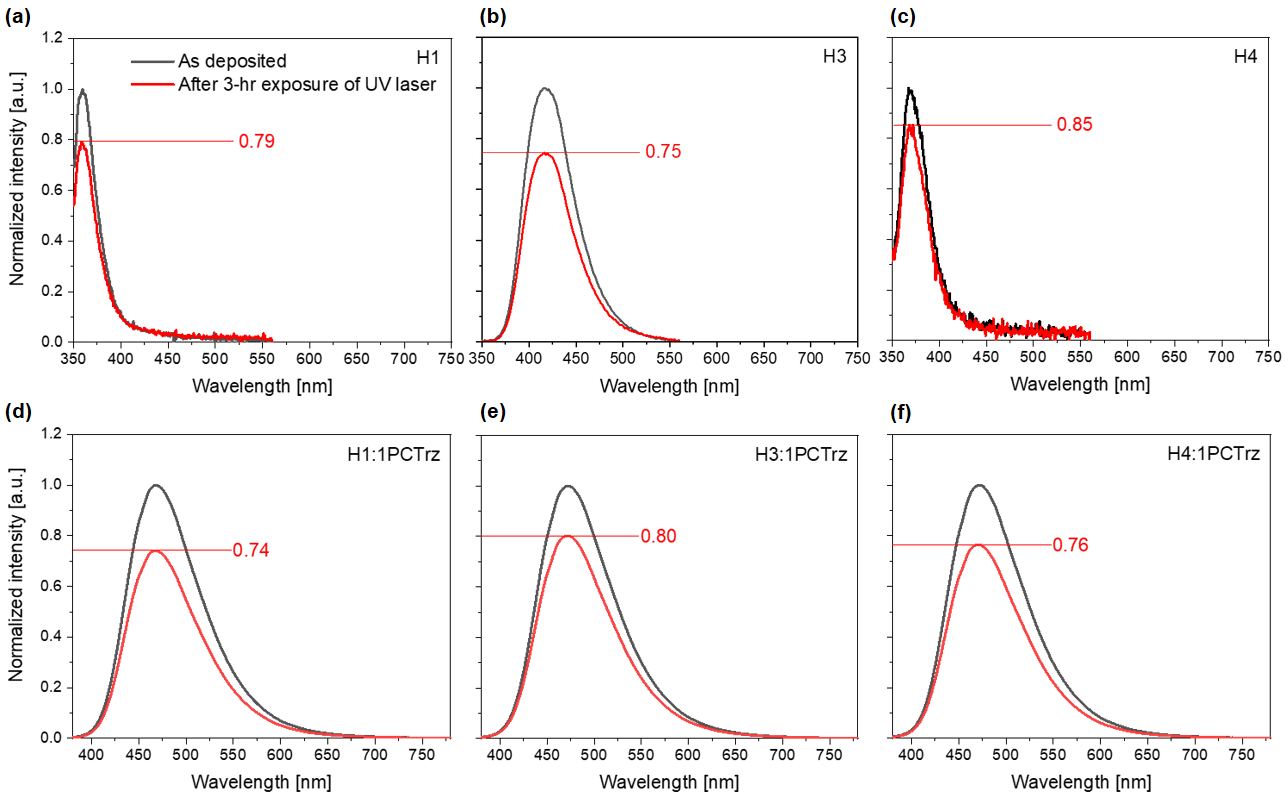 (a)
H1
As deposited
After 3-hr exposure of UV laser
0.79
Normalized intensity [a.u.]
1.2
1.0
0.8
0.6
0.4
0.2
0.0
350 400 450 500 550 600 650 700 750
Wavelength [nm]
(b)
H3
0.75
350 400 450 500 550 600 650 700 750
Wavelength [nm]
(c)
H4
0.85
350 400 450 500 550 600 650 700 750
Wavelength [nm]
(d)
H1:1PCTrz
0.74
Normalized intensity [a.u.]
1.2
1.0
0.8
0.6
0.4
0.2
0.0
400 450 500 550 600 650 700 750
Wavelength [nm]
(e)
H3:1PCTrz
0.80
400 450 500 550 600 650 700 750
Wavelength [nm]
(f)
H4:1PCTrz
0.76
400 450 500 550 600 650 700 750
Wavelength [nm]